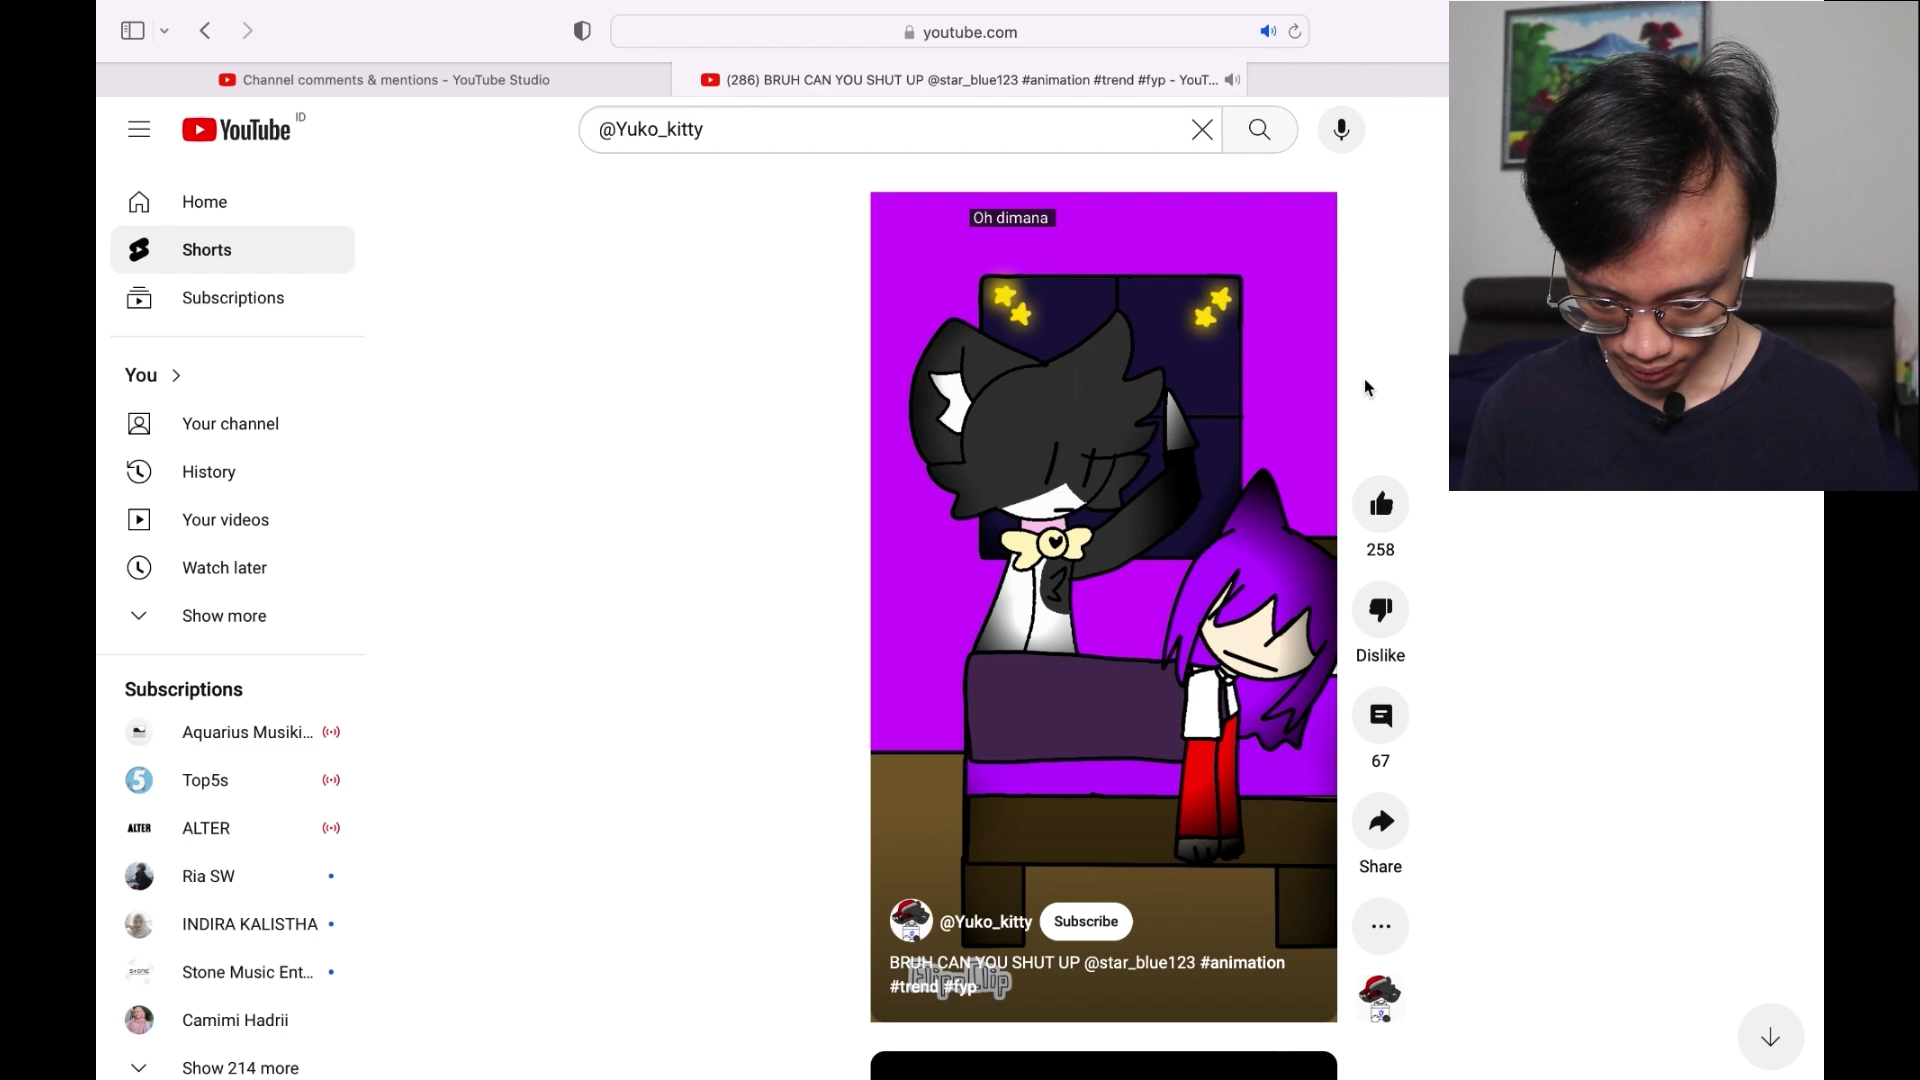 youtube.com
Channel comments & mentions - YouTube Studio
(286) BRUH CAN YOU SHUT UP @star_blue123 #animation #trend #fyp - YouT...
YouTube ID
@Yuko_kitty
Home
Shorts
Subscriptions
You
Your channel
History
Your videos
Watch later
Show more
Subscriptions
Aquarius Musiki...
5 Top5s
ALTER ALTER
Ria SW
INDIRA KALISTHA
Stone Music Ent...
Camimi Hadrii
Show 214 more
Oh dimana
258
Dislike
67
Share
@Yuko_kitty Subscribe
BRUH CAN YOU SHUT UP @star_blue123 #animation
#trend #fyp
FlipaClip